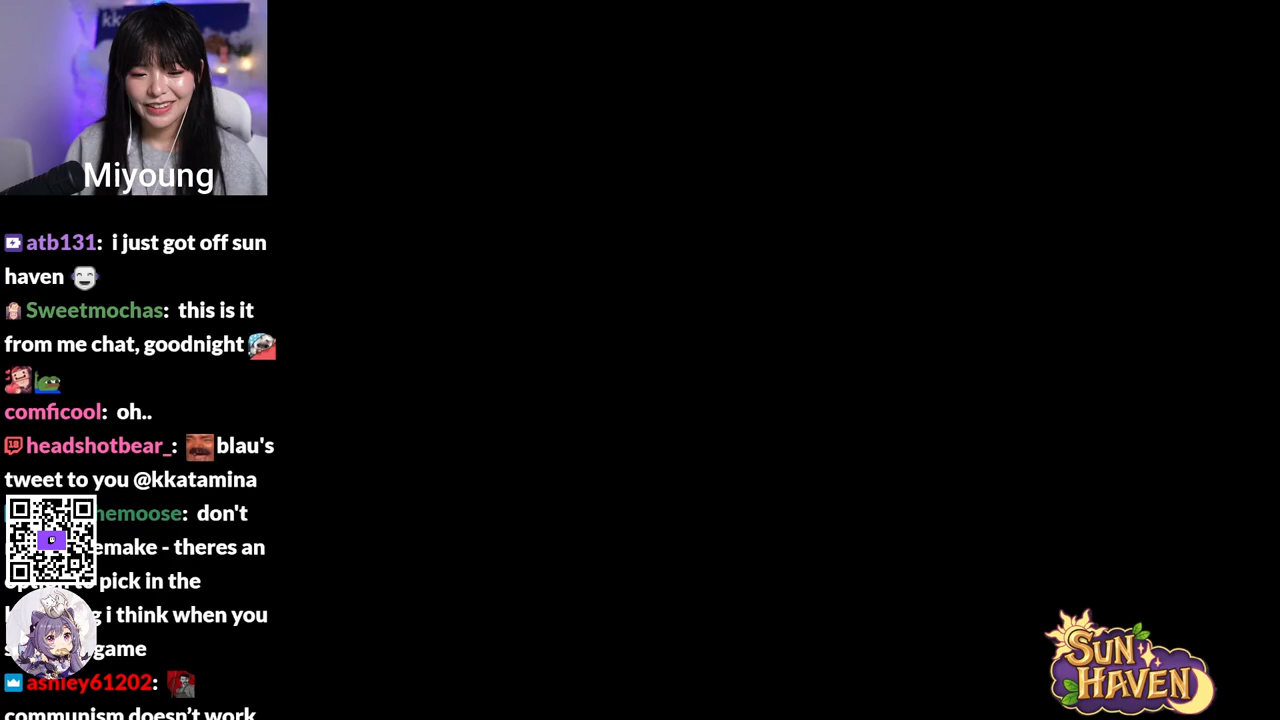 Miyoung
atb131: i just got off sun
haven
Sweetmochas: this is it
from me chat, goodnight
comficool: oh..
headshotbear_: blau's
tweet to you @kkatamina
hemoose: don't
emake - theres an
pick in the
i think when you
game
ashley61202:
communism doesn't work
SUN
HAVEN